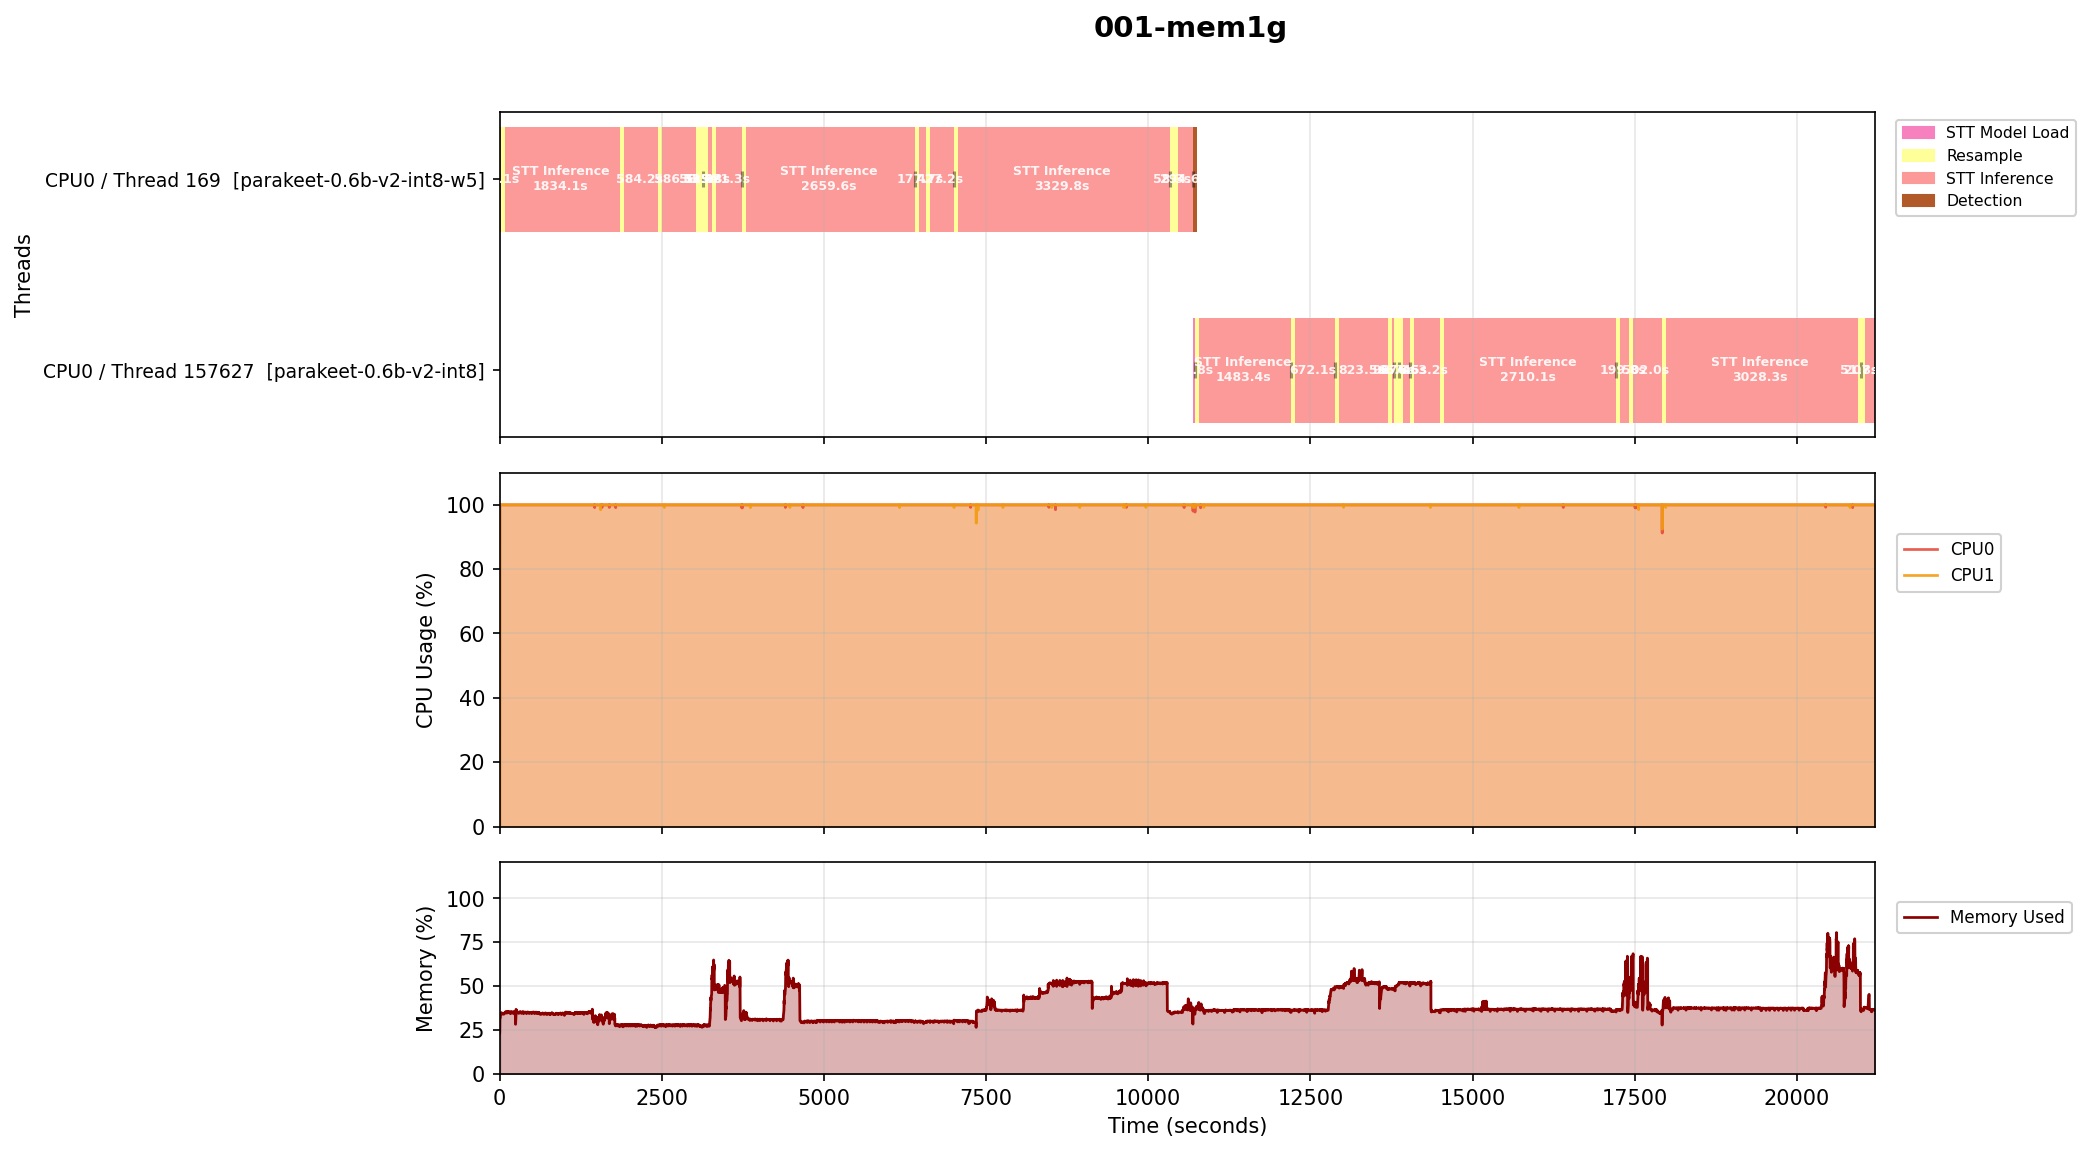 001-mem1g
Threads
CPU0 / Thread 169  [parakeet-0.6b-v2-int8-w5]
STT Inference
1834.1s
584.2s
STT Inference
2659.6s
STT Inference
3329.8s
CPU0 / Thread 157627  [parakeet-0.6b-v2-int8]
STT Inference
1483.4s
672.1s
STT Inference
2710.1s
STT Inference
3028.3s
STT Model Load
Resample
STT Inference
Detection
CPU Usage (%)
100
80
60
40
20
0
CPU0
CPU1
Memory (%)
100
75
50
25
0
Memory Used
0 2500 5000 7500 10000 12500 15000 17500 20000
Time (seconds)